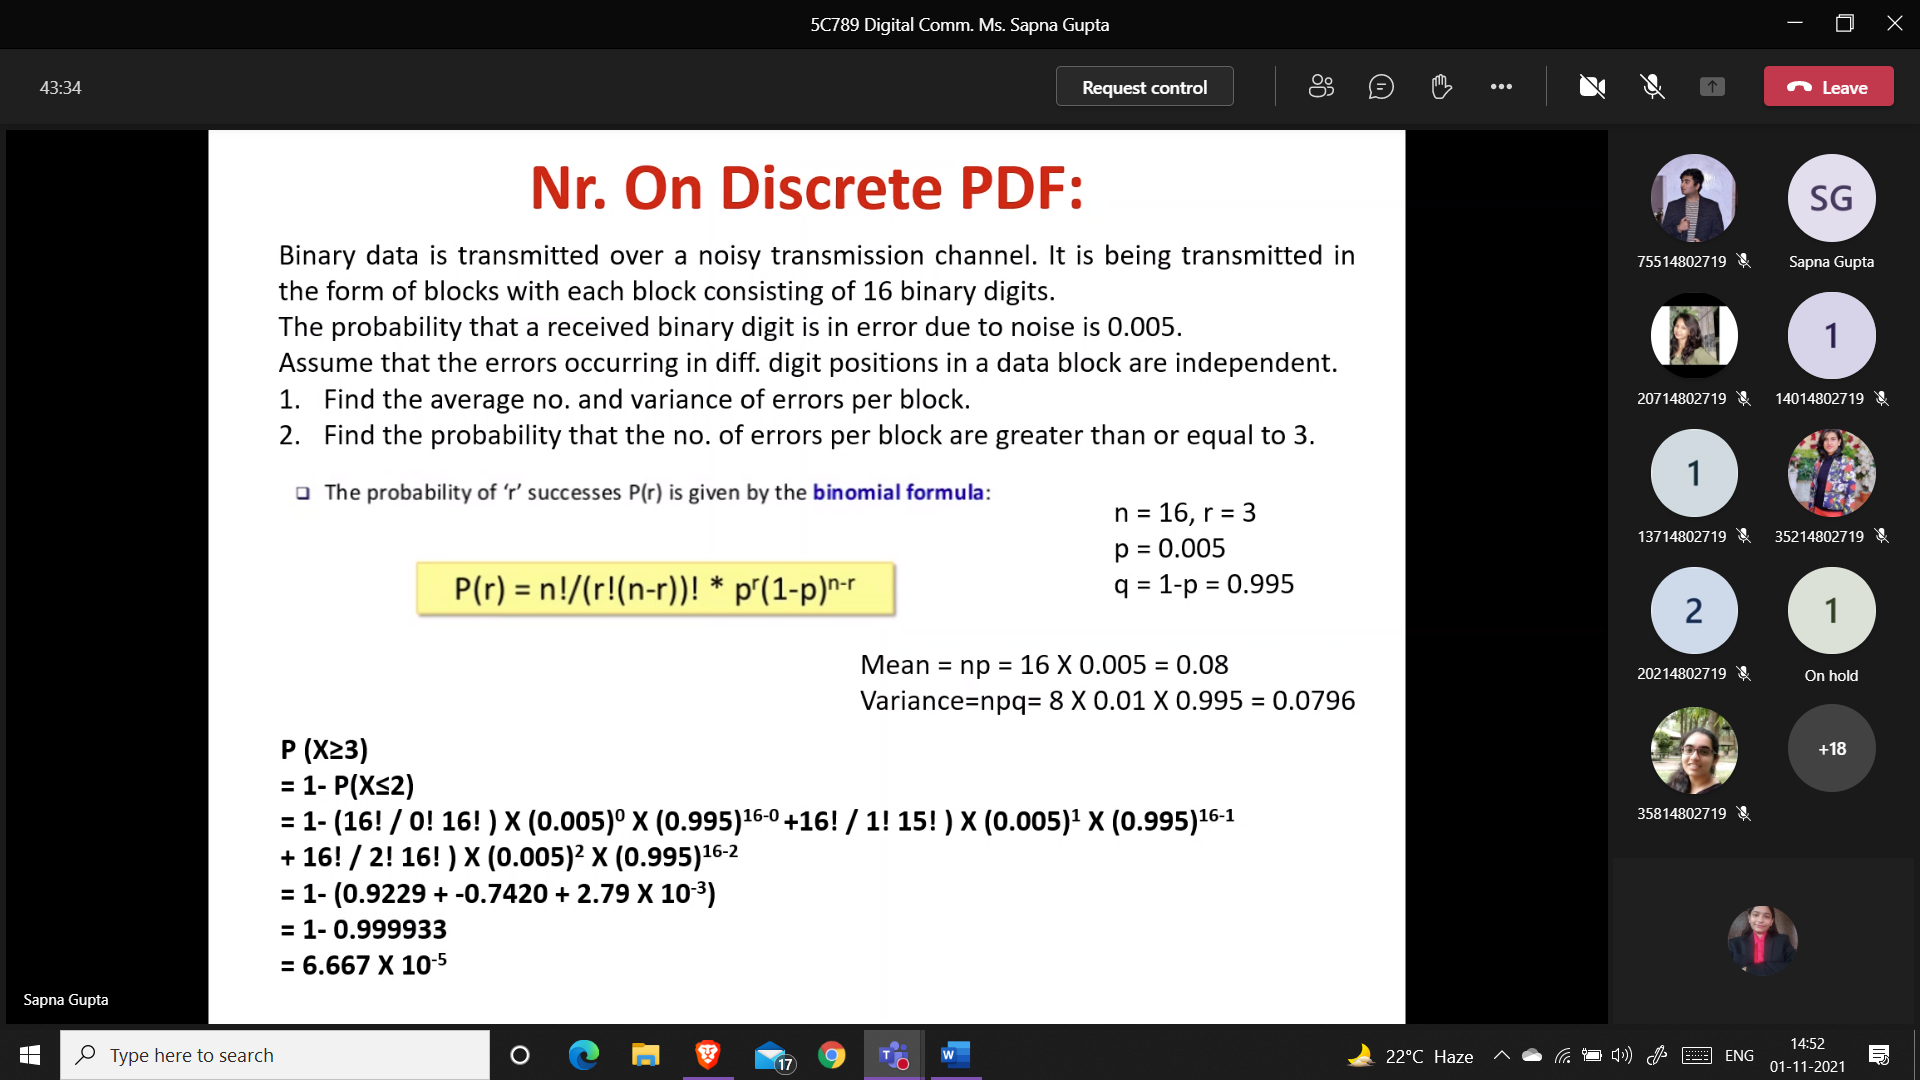 5C789 Digital Comm. Ms. Sapna Gupta
43:34
Request control
Leave
Nr. On Discrete PDF:
Binary data is transmitted over a noisy transmission channel. It is being transmitted in
the form of blocks with each block consisting of 16 binary digits.
The probability that a received binary digit is in error due to noise is 0.005.
Assume that the errors occurring in diff. digit positions in a data block are independent.
1. Find the average no. and variance of errors per block.
2. Find the probability that the no. of errors per block are greater than or equal to 3.
❑ The probability of ‘r’ successes P(r) is given by the binomial formula:
n = 16, r = 3
p = 0.005
q = 1-p = 0.995
P(r) = n!/(r!(n-r))! * pʳ(1-p)ⁿ⁻ʳ
Mean = np = 16 X 0.005 = 0.08
Variance=npq= 8 X 0.01 X 0.995 = 0.0796
P (X≥3)
= 1- P(X≤2)
= 1- (16! / 0! 16! ) X (0.005)⁰ X (0.995)¹⁶⁻⁰ +16! / 1! 15! ) X (0.005)¹ X (0.995)¹⁶⁻¹
+ 16! / 2! 16! ) X (0.005)² X (0.995)¹⁶⁻²
= 1- (0.9229 + -0.7420 + 2.79 X 10⁻³)
= 1- 0.999933
= 6.667 X 10⁻⁵
Sapna Gupta
SG
75514802719
Sapna Gupta
1
20714802719
14014802719
1
13714802719
35214802719
2
1
20214802719
On hold
+18
35814802719
Type here to search
17
T
W
22°C Haze
ENG
14:52
01-11-2021